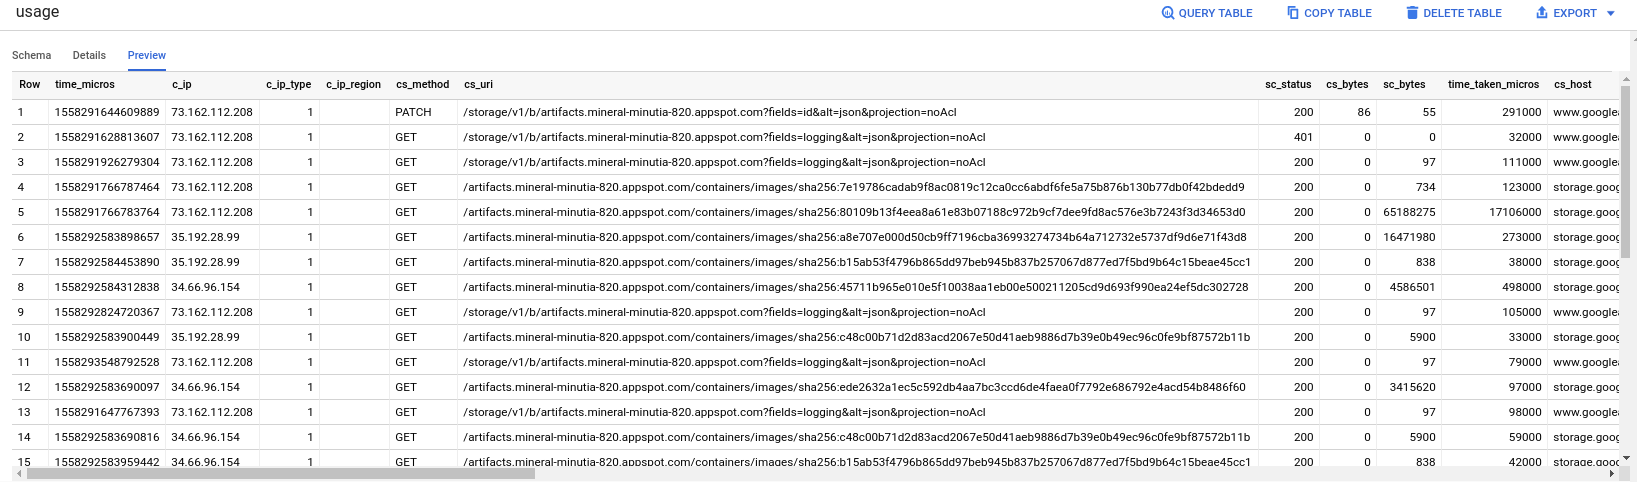 usage
QUERY TABLE COPY TABLE DELETE TABLE EXPORT
Schema Details Preview
Row time_micros c_ip c_ip_type c_ip_region cs_method cs_uri sc_status cs_bytes sc_bytes time_taken_micros cs_host
1 1558291644609889 73.162.112.208 1 PATCH /storage/v1/b/artifacts.mineral-minutia-820.appspot.com?fields=id&alt=json&projection=noAcl 200 86 55 291000 www.google
2 1558291628813607 73.162.112.208 1 GET /storage/v1/b/artifacts.mineral-minutia-820.appspot.com?fields=logging&alt=json&projection=noAcl 401 0 0 32000 www.google
3 1558291926279304 73.162.112.208 1 GET /storage/v1/b/artifacts.mineral-minutia-820.appspot.com?fields=logging&alt=json&projection=noAcl 200 0 97 111000 www.google
4 1558291766787464 73.162.112.208 1 GET /artifacts.mineral-minutia-820.appspot.com/containers/images/sha256:7e19786cadab9f8ac0819c12ca0cc6abdf6fe5a75b876b130b77db0f42bdedd9 200 0 734 123000 storage.goog
5 1558291766783764 73.162.112.208 1 GET /artifacts.mineral-minutia-820.appspot.com/containers/images/sha256:80109b13f4eea8a61e83b07188c972b9cf7dee9fd8ac576e3b7243f3d34653d0 200 0 65188275 17106000 storage.goog
6 1558292583898657 35.192.28.99 1 GET /artifacts.mineral-minutia-820.appspot.com/containers/images/sha256:a8e707e000d50cb9ff7196cba36993274734b64a712732e5737df9d6e71f43d8 200 0 16471980 273000 storage.goog
7 1558292584453890 35.192.28.99 1 GET /artifacts.mineral-minutia-820.appspot.com/containers/images/sha256:b15ab53f4796b865dd97beb945b837b257067d877ed7f5bd9b64c15beae45cc1 200 0 838 38000 storage.goog
8 1558292584312838 34.66.96.154 1 GET /artifacts.mineral-minutia-820.appspot.com/containers/images/sha256:45711b965e010e5f10038aa1eb00e500211205cd9d693f990ea24ef5dc302728 200 0 4586501 498000 storage.goog
9 1558292824720367 73.162.112.208 1 GET /storage/v1/b/artifacts.mineral-minutia-820.appspot.com?fields=logging&alt=json&projection=noAcl 200 0 97 105000 www.google
10 1558292583900449 35.192.28.99 1 GET /artifacts.mineral-minutia-820.appspot.com/containers/images/sha256:c48c00b71d2d83acd2067e50d41aeb9886d7b39e0b49ec96c0fe9bf87572b11b 200 0 5900 33000 storage.goog
11 1558293548792528 73.162.112.208 1 GET /storage/v1/b/artifacts.mineral-minutia-820.appspot.com?fields=logging&alt=json&projection=noAcl 200 0 97 79000 www.google
12 1558292583690097 34.66.96.154 1 GET /artifacts.mineral-minutia-820.appspot.com/containers/images/sha256:ede2632a1ec5c592db4aa7bc3ccd6de4faea0f7792e686792e4acd54b8486f60 200 0 3415620 97000 storage.goog
13 1558291647767393 73.162.112.208 1 GET /storage/v1/b/artifacts.mineral-minutia-820.appspot.com?fields=logging&alt=json&projection=noAcl 200 0 97 98000 www.google
14 1558292583690816 34.66.96.154 1 GET /artifacts.mineral-minutia-820.appspot.com/containers/images/sha256:c48c00b71d2d83acd2067e50d41aeb9886d7b39e0b49ec96c0fe9bf87572b11b 200 0 5900 59000 storage.goog
15 1558292583959442 34.66.96.154 1 GET /artifacts.mineral-minutia-820.appspot.com/containers/images/sha256:b15ab53f4796b865dd97beb945b837b257067d877ed7f5bd9b64c15beae45cc1 200 0 838 42000 storage.goog